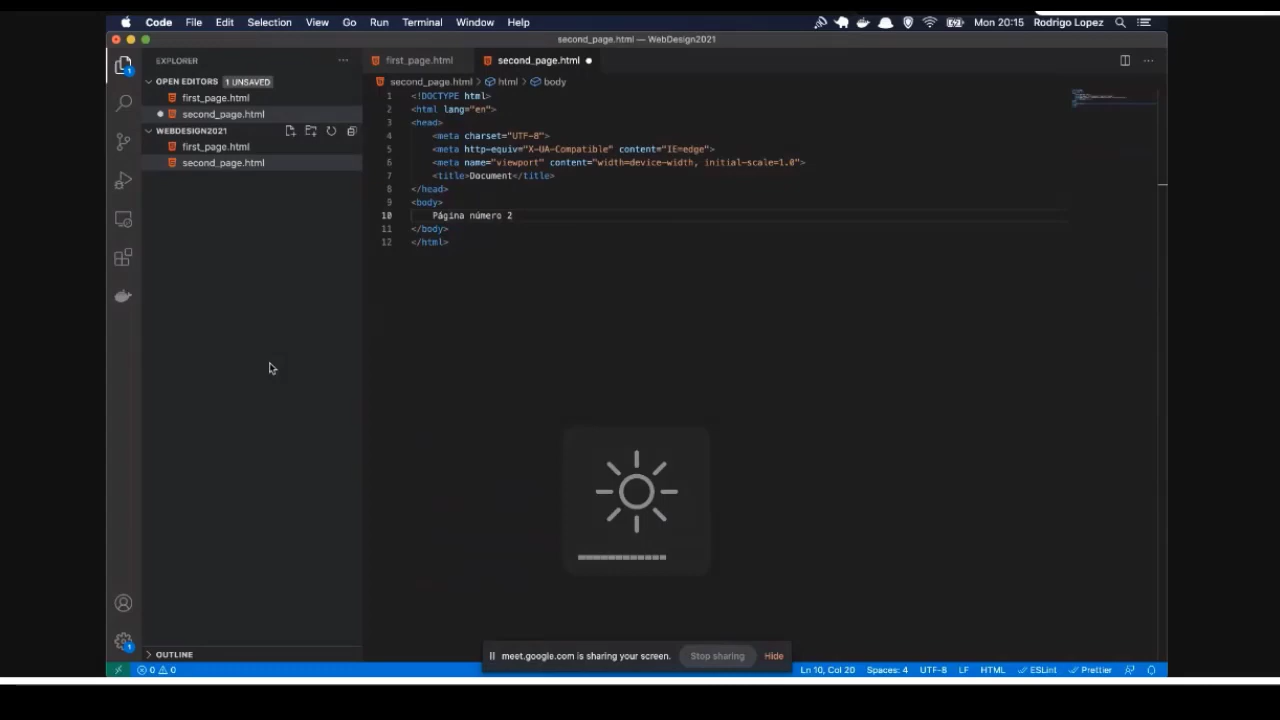 Code File Edit Selection View Go Run Terminal Window Help Mon 20:15 Rodrigo Lopez
second_page.html — WebDesign2021
EXPLORER
first_page.html
second_page.html
OPEN EDITORS 1 UNSAVED
first_page.html
second_page.html
WEBDESIGN2021
first_page.html
second_page.html
second_page.html > html > body
1 <!DOCTYPE html>
2 <html lang="en">
3 <head>
4 <meta charset="UTF-8">
5 <meta http-equiv="X-UA-Compatible" content="IE=edge">
6 <meta name="viewport" content="width=device-width, initial-scale=1.0">
7 <title>Document</title>
8 </head>
9 <body>
10 Página número 2
11 </body>
12 </html>
1
1
OUTLINE
meet.google.com is sharing your screen. Stop sharing Hide
0 0 Ln 10, Col 20 Spaces: 4 UTF-8 LF HTML ESLint Prettier